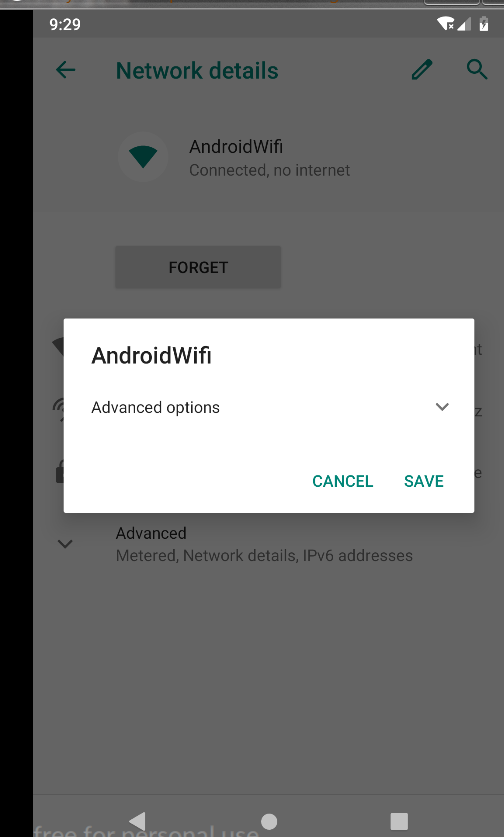 9:29
Network details
AndroidWifi
Connected, no internet
FORGET
AndroidWifi
Advanced options
CANCEL
SAVE
Advanced
Metered, Network details, IPv6 addresses
free for personal use